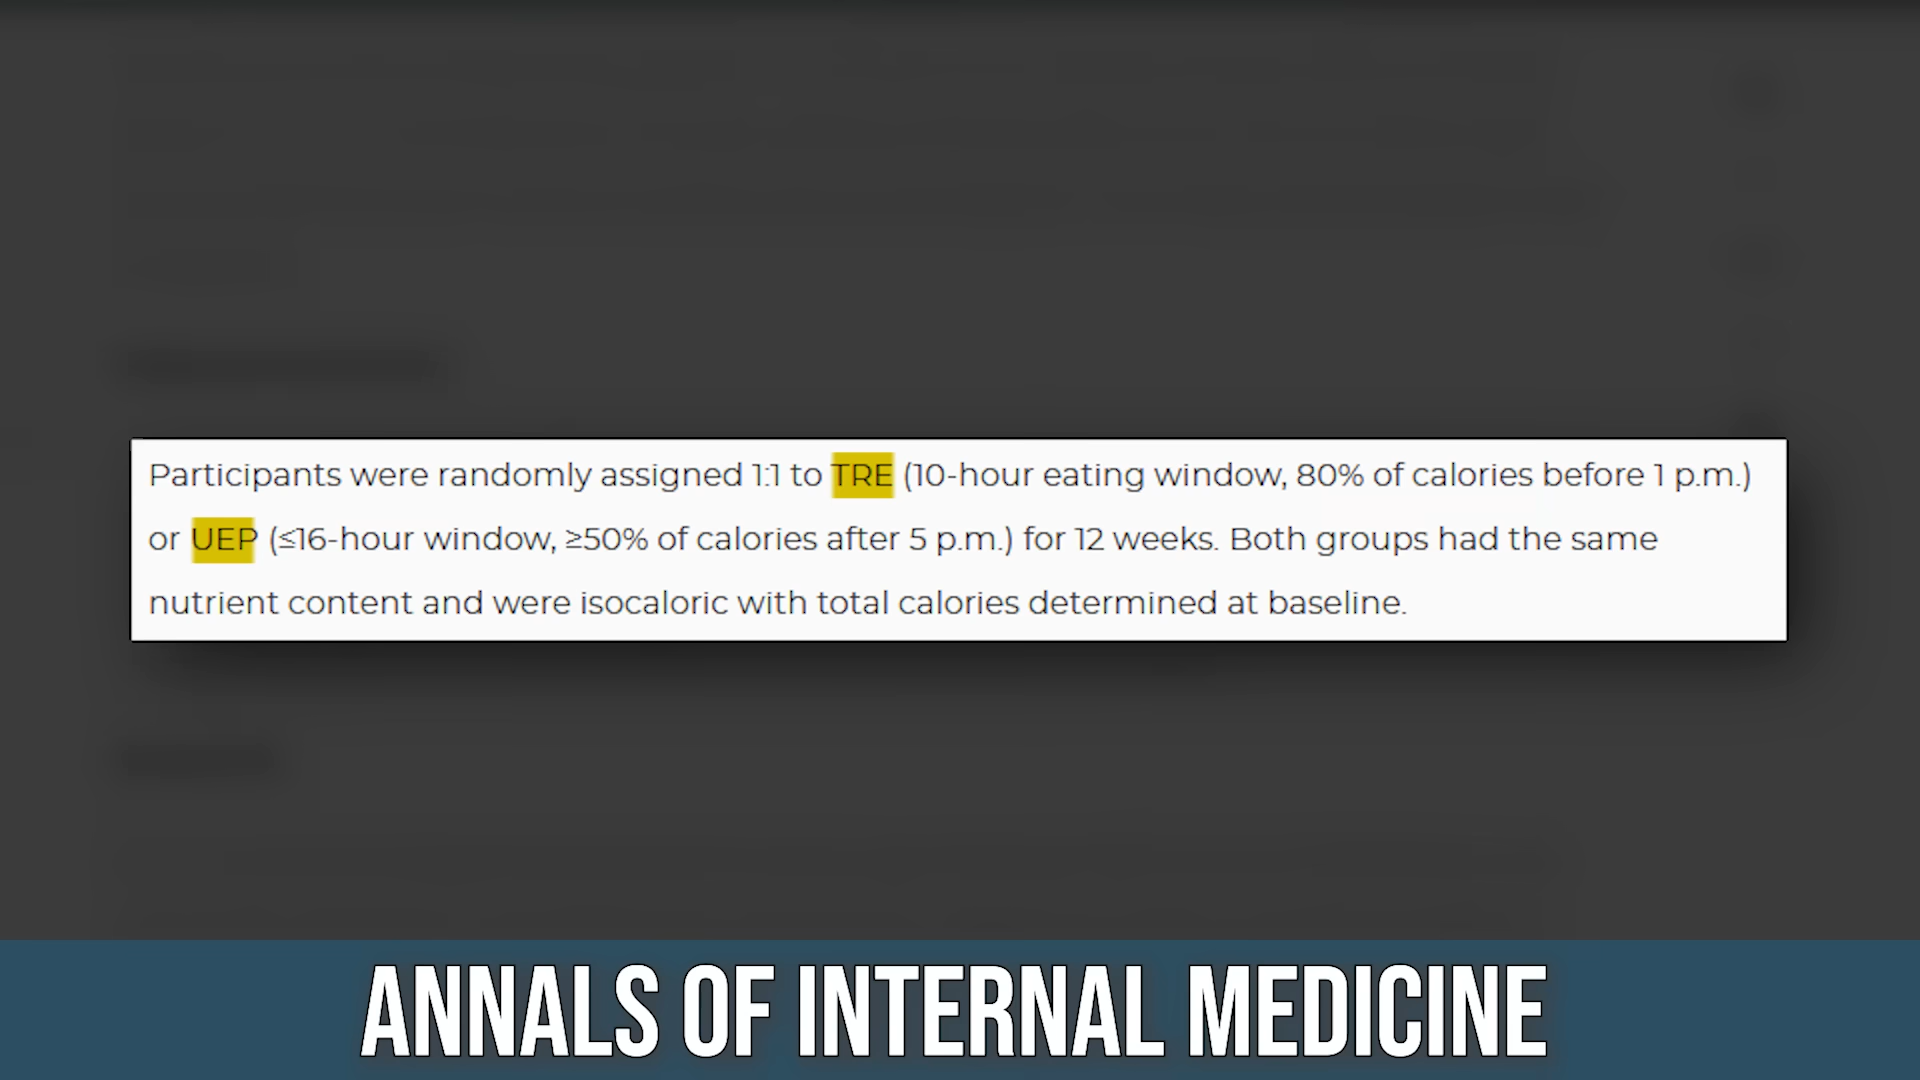 Participants were randomly assigned 1:1 to TRE (10-hour eating window, 80% of calories before 1 p.m.)
or UEP (≤16-hour window, ≥50% of calories after 5 p.m.) for 12 weeks. Both groups had the same
nutrient content and were isocaloric with total calories determined at baseline.
ANNALS OF INTERNAL MEDICINE